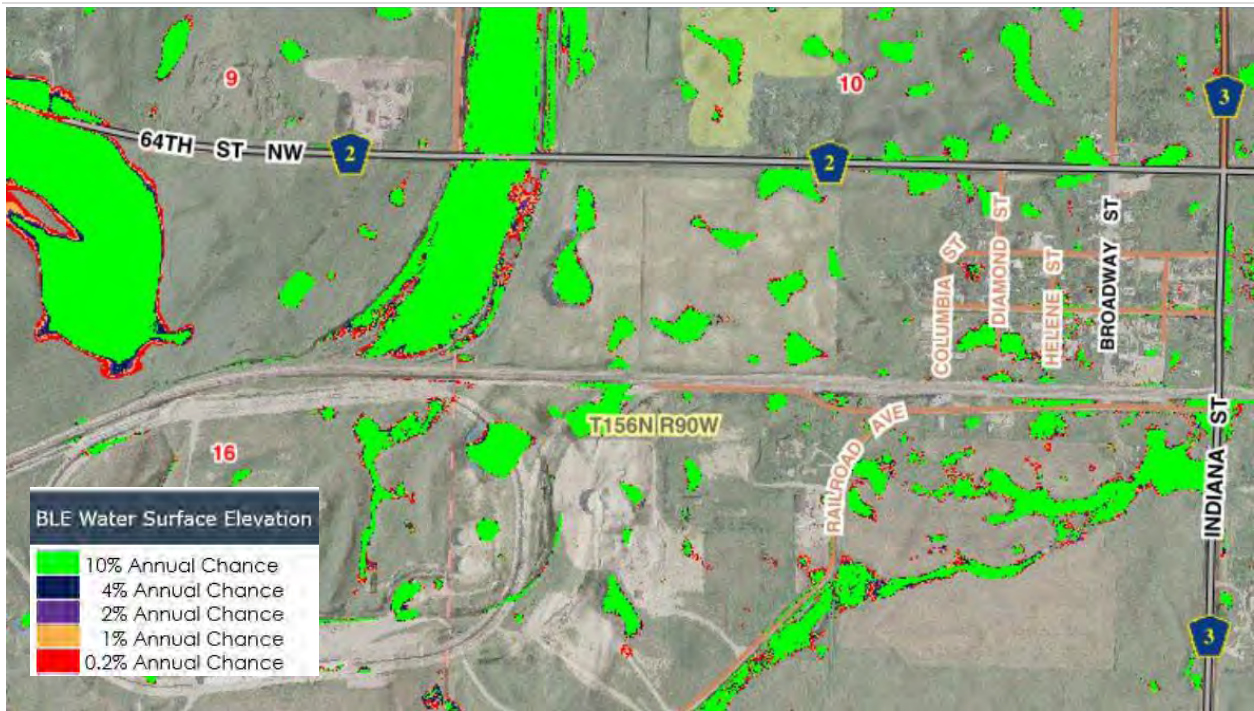 9
10
3
64TH ST NW
2
2
COLUMBIA ST
DIAMOND ST
HELENE ST
BROADWAY ST
T156N R90W
RAILROAD AVE
INDIANA ST
16
3
BLE Water Surface Elevation
10% Annual Chance
4% Annual Chance
2% Annual Chance
1% Annual Chance
0.2% Annual Chance